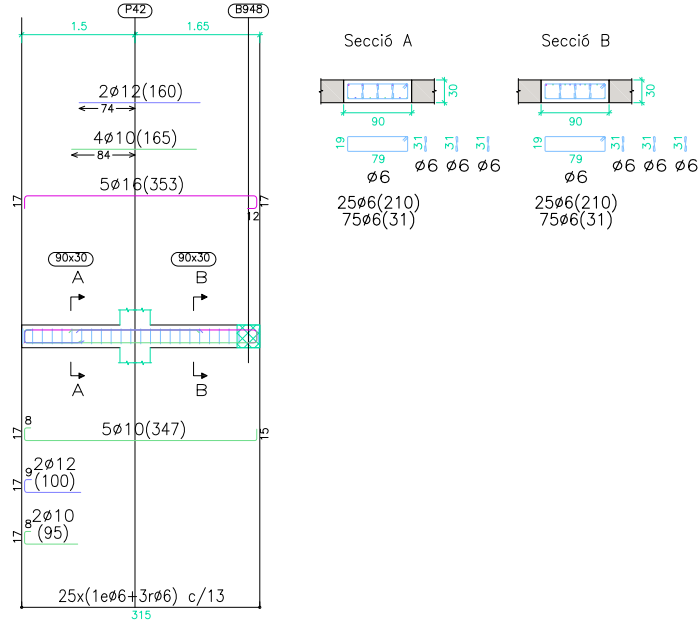 P42
B948
1.5
1.65
2ø12(160)
74
4ø10(165)
84
5ø16(353)
17
17
12
90x30
90x30
A
B
A
B
8
17
5ø10(347)
15
9
17
2ø12
(100)
8
17
2ø10
(95)
25x(1eø6+3rø6) c/13
315
Secció A
30
90
19
79
ø6
31
ø6
31
ø6
31
ø6
25ø6(210)
75ø6(31)
Secció B
30
90
19
79
ø6
31
ø6
31
ø6
31
ø6
25ø6(210)
75ø6(31)